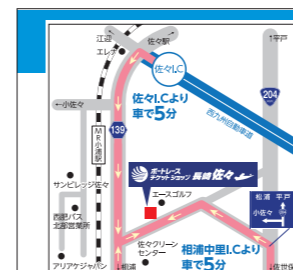 江迎
佐々駅
エレナ
↑平戸
佐々I.C
204
←小佐々
佐々I.Cより
車で5分
西九州自動車道
139
MR小浦駅
ボートレース
チケットショップ 長崎佐々
松浦 平戸
小佐々
サンビレッジ佐々
エースゴルフ
西肥バス
北部営業所
佐々グリーン
センター
相浦中里I.Cより
車で5分
アリアケジャパン
↓相浦
↓佐世保